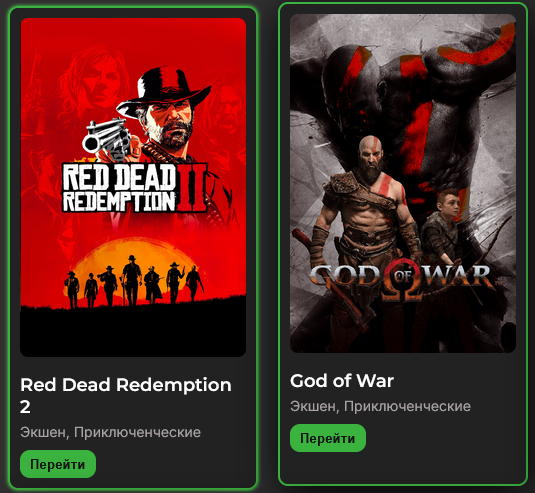 RED DEAD
REDEMPTION II
Red Dead Redemption
2
Экшен, Приключенческие
Перейти
GOD OF WAR
God of War
Экшен, Приключенческие
Перейти